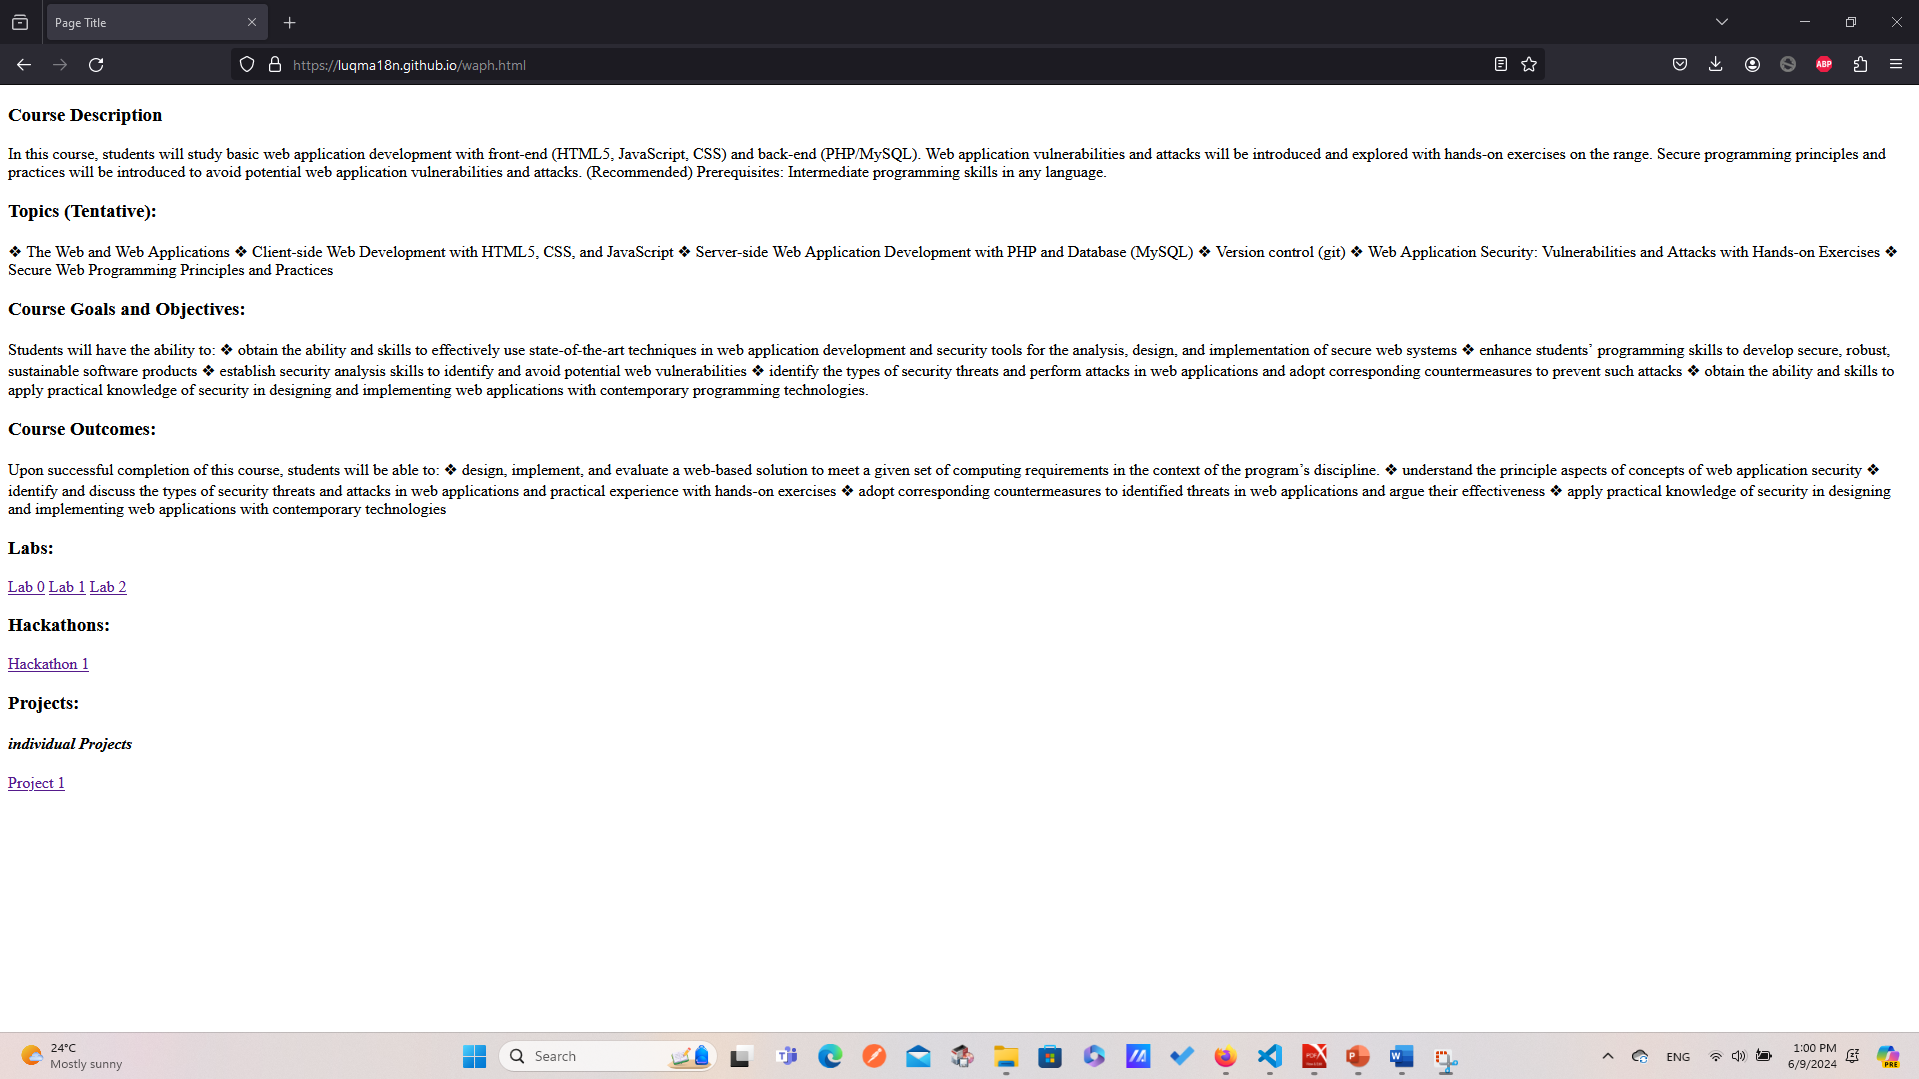 Page Title
https://luqma18n.github.io/waph.html
ABP
Course Description
In this course, students will study basic web application development with front-end (HTML5, JavaScript, CSS) and back-end (PHP/MySQL). Web application vulnerabilities and attacks will be introduced and explored with hands-on exercises on the range. Secure programming principles and
practices will be introduced to avoid potential web application vulnerabilities and attacks. (Recommended) Prerequisites: Intermediate programming skills in any language.
Topics (Tentative):
❖ The Web and Web Applications ❖ Client-side Web Development with HTML5, CSS, and JavaScript ❖ Server-side Web Application Development with PHP and Database (MySQL) ❖ Version control (git) ❖ Web Application Security: Vulnerabilities and Attacks with Hands-on Exercises ❖
Secure Web Programming Principles and Practices
Course Goals and Objectives:
Students will have the ability to: ❖ obtain the ability and skills to effectively use state-of-the-art techniques in web application development and security tools for the analysis, design, and implementation of secure web systems ❖ enhance students’ programming skills to develop secure, robust,
sustainable software products ❖ establish security analysis skills to identify and avoid potential web vulnerabilities ❖ identify the types of security threats and perform attacks in web applications and adopt corresponding countermeasures to prevent such attacks ❖ obtain the ability and skills to
apply practical knowledge of security in designing and implementing web applications with contemporary programming technologies.
Course Outcomes:
Upon successful completion of this course, students will be able to: ❖ design, implement, and evaluate a web-based solution to meet a given set of computing requirements in the context of the program’s discipline. ❖ understand the principle aspects of concepts of web application security ❖
identify and discuss the types of security threats and attacks in web applications and practical experience with hands-on exercises ❖ adopt corresponding countermeasures to identified threats in web applications and argue their effectiveness ❖ apply practical knowledge of security in designing
and implementing web applications with contemporary technologies
Labs:
Lab 0 Lab 1 Lab 2
Hackathons:
Hackathon 1
Projects:
individual Projects
Project 1
24°C
Mostly sunny
Search
ENG
1:00 PM
6/9/2024
PRE